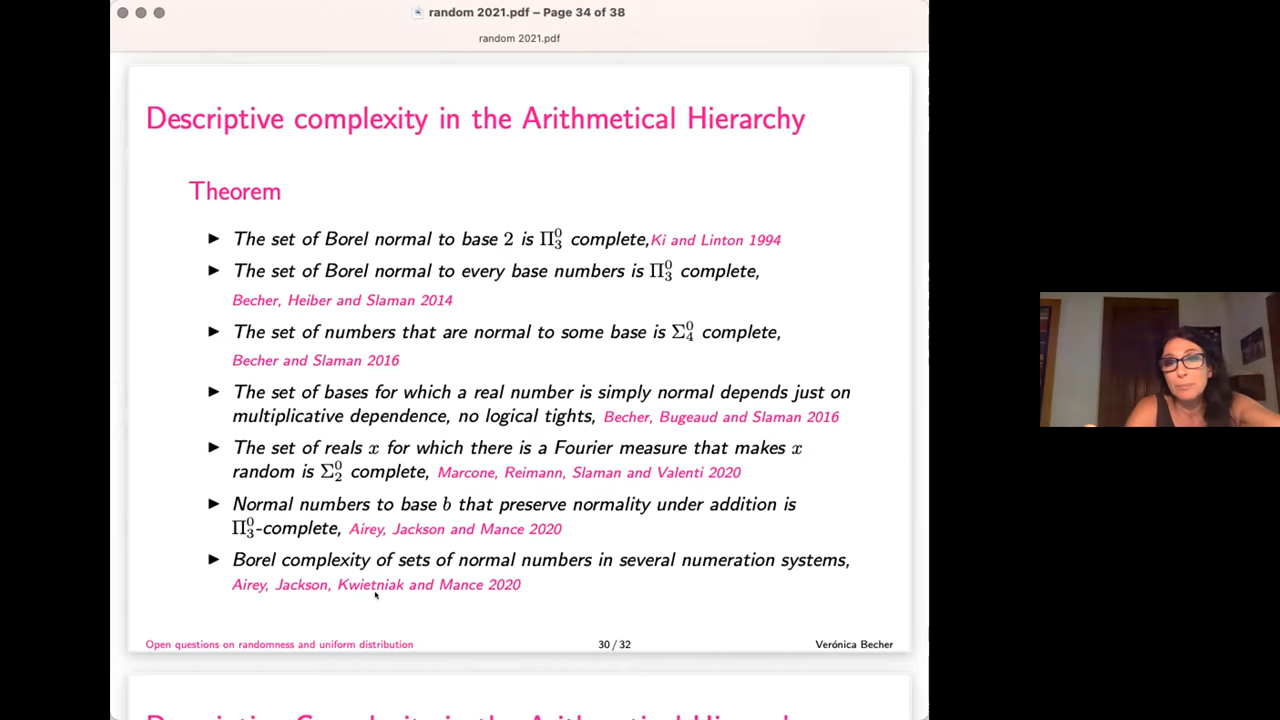 random 2021.pdf – Page 34 of 38
random 2021.pdf
Descriptive complexity in the Arithmetical Hierarchy
Theorem
► The set of Borel normal to base 2 is Π⁰₃ complete,Ki and Linton 1994
► The set of Borel normal to every base numbers is Π⁰₃ complete,
Becher, Heiber and Slaman 2014
► The set of numbers that are normal to some base is Σ⁰₄ complete,
Becher and Slaman 2016
► The set of bases for which a real number is simply normal depends just on
multiplicative dependence, no logical tights, Becher, Bugeaud and Slaman 2016
► The set of reals x for which there is a Fourier measure that makes x
random is Σ⁰₂ complete, Marcone, Reimann, Slaman and Valenti 2020
► Normal numbers to base b that preserve normality under addition is
Π⁰₃-complete, Airey, Jackson and Mance 2020
► Borel complexity of sets of normal numbers in several numeration systems,
Airey, Jackson, Kwietniak and Mance 2020
Open questions on randomness and uniform distribution 30 / 32 Verónica Becher
Descriptive Complexity in the Arithmetical Hierarchy